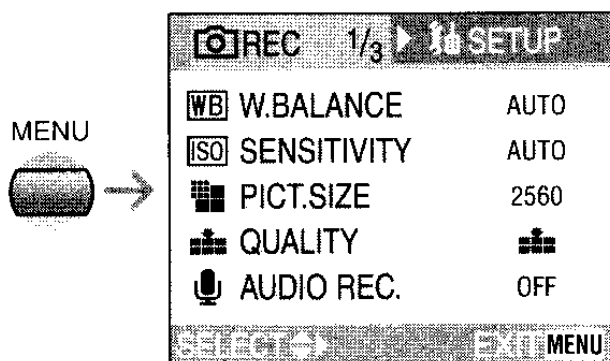 MENU
REC 1/3 SETUP
WB W.BALANCE AUTO
ISO SENSITIVITY AUTO
PICT.SIZE 2560
QUALITY
AUDIO REC. OFF
SELECT EXIT MENU